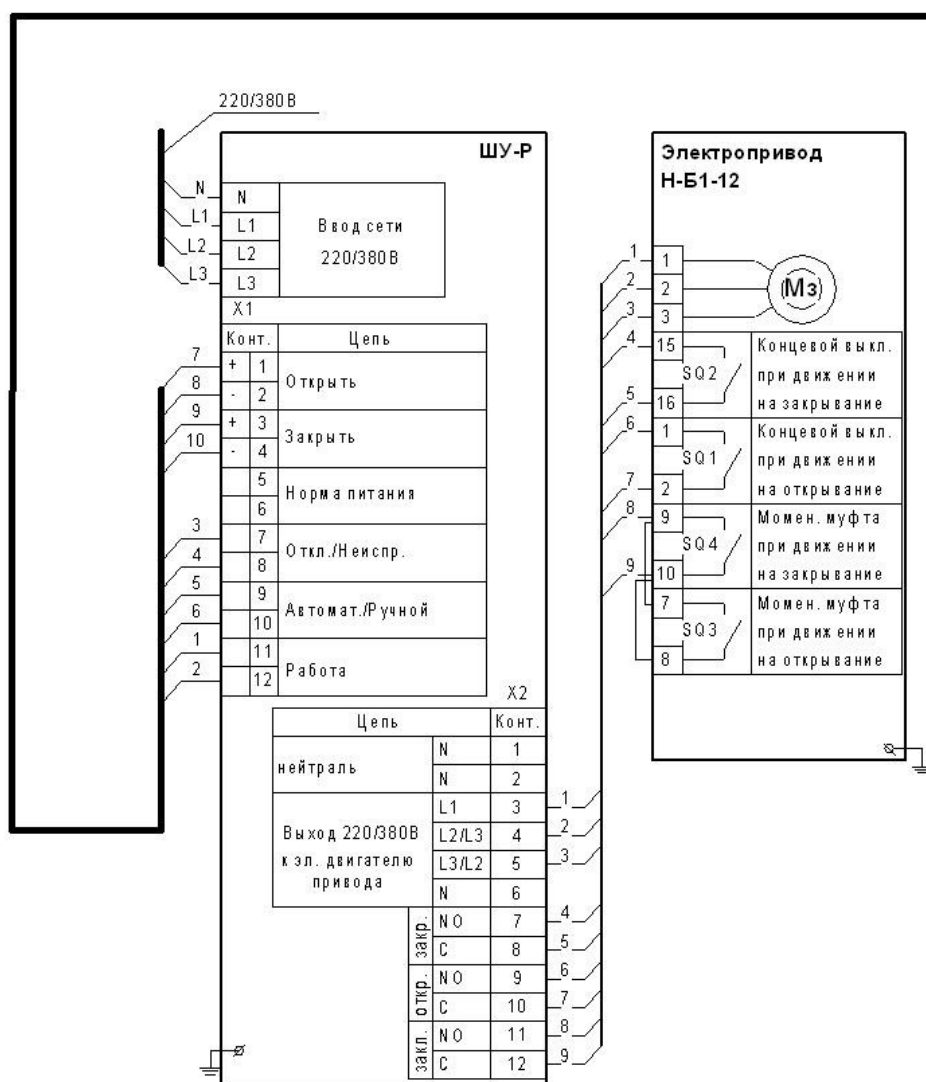 220/380В
ШУ-Р
N
L1
L2
L3
N
L1
L2
L3
Ввод сети
220/380В
X1
Конт.
Цепь
7
8
9
10
3
4
5
6
1
2
+ 1
- 2
Открыть
+ 3
- 4
Закрыть
5
6
Норма питания
7
8
Откл./Неиспр.
9
10
Автомат./Ручной
11
12
Работа
X2
Цепь
Конт.
нейтраль
N 1
N 2
Выход 220/380В
к эл. двигателю
привода
L1 3
L2/L3 4
L3/L2 5
N 6
закр.
NO 7
C 8
откр.
NO 9
C 10
закл.
NO 11
C 12
1
2
3
4
5
6
7
8
9
Электропривод
Н-Б1-12
1
2
3
4
5
6
7
8
9
1
2
3
(М3)
15
16
SQ2
Концевой выкл.
при движении
на закрывание
1
2
SQ1
Концевой выкл.
при движении
на открывание
9
10
SQ4
Момен. муфта
при движении
на закрывание
7
8
SQ3
Момен. муфта
при движении
на открывание